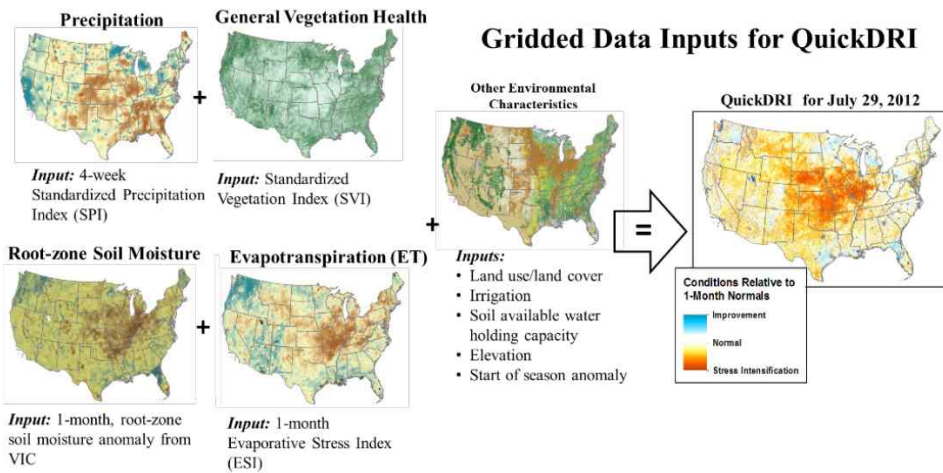 Precipitation
General Vegetation Health
Gridded Data Inputs for QuickDRI
+
Input: 4-week
Standardized Precipitation
Index (SPI)
Input: Standardized
Vegetation Index (SVI)
Other Environmental
Characteristics
QuickDRI for July 29, 2012
+
=
Root-zone Soil Moisture
Evapotranspiration (ET)
+
Input: 1-month, root-zone
soil moisture anomaly from
VIC
Input: 1-month
Evaporative Stress Index
(ESI)
Inputs:
• Land use/land cover
• Irrigation
• Soil available water
holding capacity
• Elevation
• Start of season anomaly
Conditions Relative to
1-Month Normals
Improvement
Normal
Stress Intensification